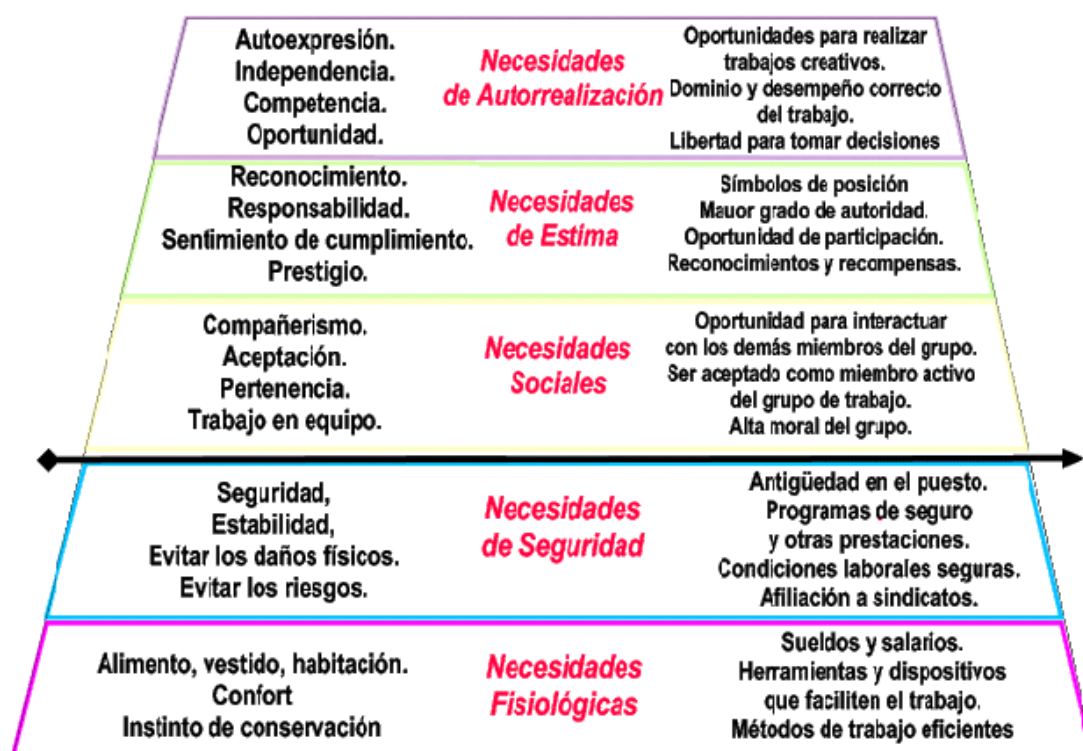 Autoexpresión.
Independencia.
Competencia.
Oportunidad.
Necesidades
de Autorrealización
Oportunidades para realizar
trabajos creativos.
Dominio y desempeño correcto
del trabajo.
Libertad para tomar decisiones
Reconocimiento.
Responsabilidad.
Sentimiento de cumplimiento.
Prestigio.
Necesidades
de Estima
Símbolos de posición
Mauor grado de autoridad.
Oportunidad de participación.
Reconocimientos y recompensas.
Compañerismo.
Aceptación.
Pertenencia.
Trabajo en equipo.
Necesidades
Sociales
Oportunidad para interactuar
con los demás miembros del grupo.
Ser aceptado como miembro activo
del grupo de trabajo.
Alta moral del grupo.
Seguridad,
Estabilidad,
Evitar los daños físicos.
Evitar los riesgos.
Necesidades
de Seguridad
Antigüedad en el puesto.
Programas de seguro
y otras prestaciones.
Condiciones laborales seguras.
Afiliación a sindicatos.
Alimento, vestido, habitación.
Confort
Instinto de conservación
Necesidades
Fisiológicas
Sueldos y salarios.
Herramientas y dispositivos
que faciliten el trabajo.
Métodos de trabajo eficientes